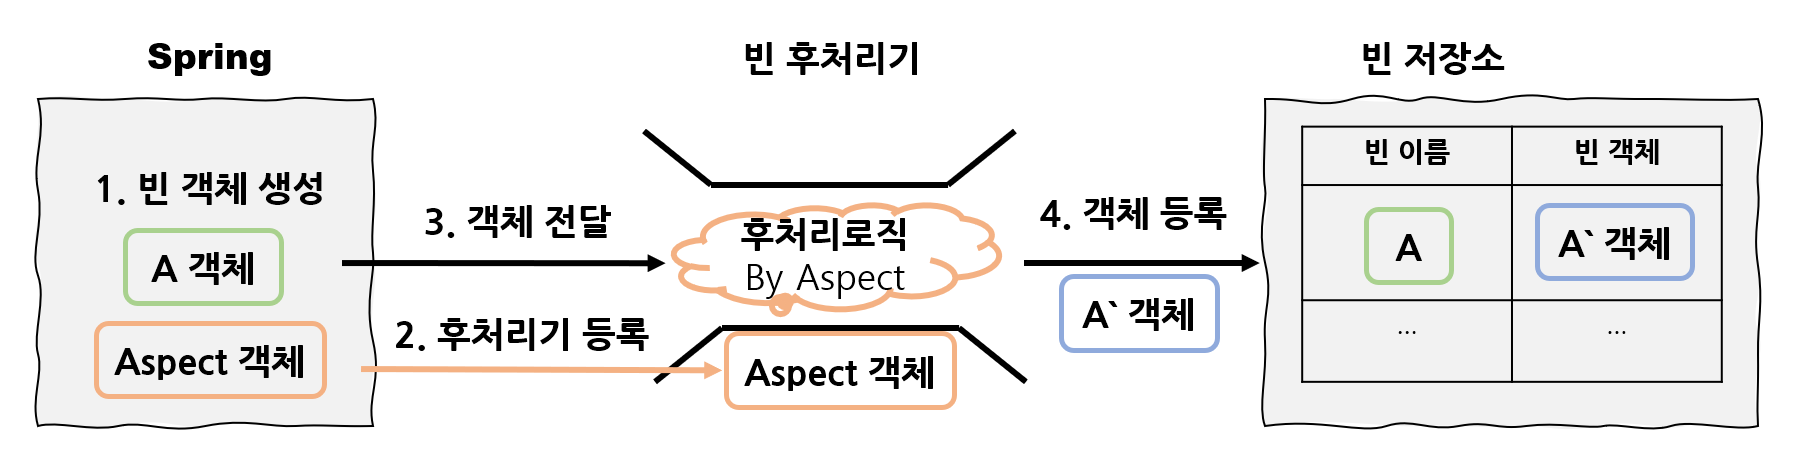 Spring
빈 후처리기
빈 저장소
1. 빈 객체 생성
A 객체
Aspect 객체
3. 객체 전달
2. 후처리기 등록
후처리로직
By Aspect
Aspect 객체
4. 객체 등록
A` 객체
빈 이름
빈 객체
A
A` 객체
...
...